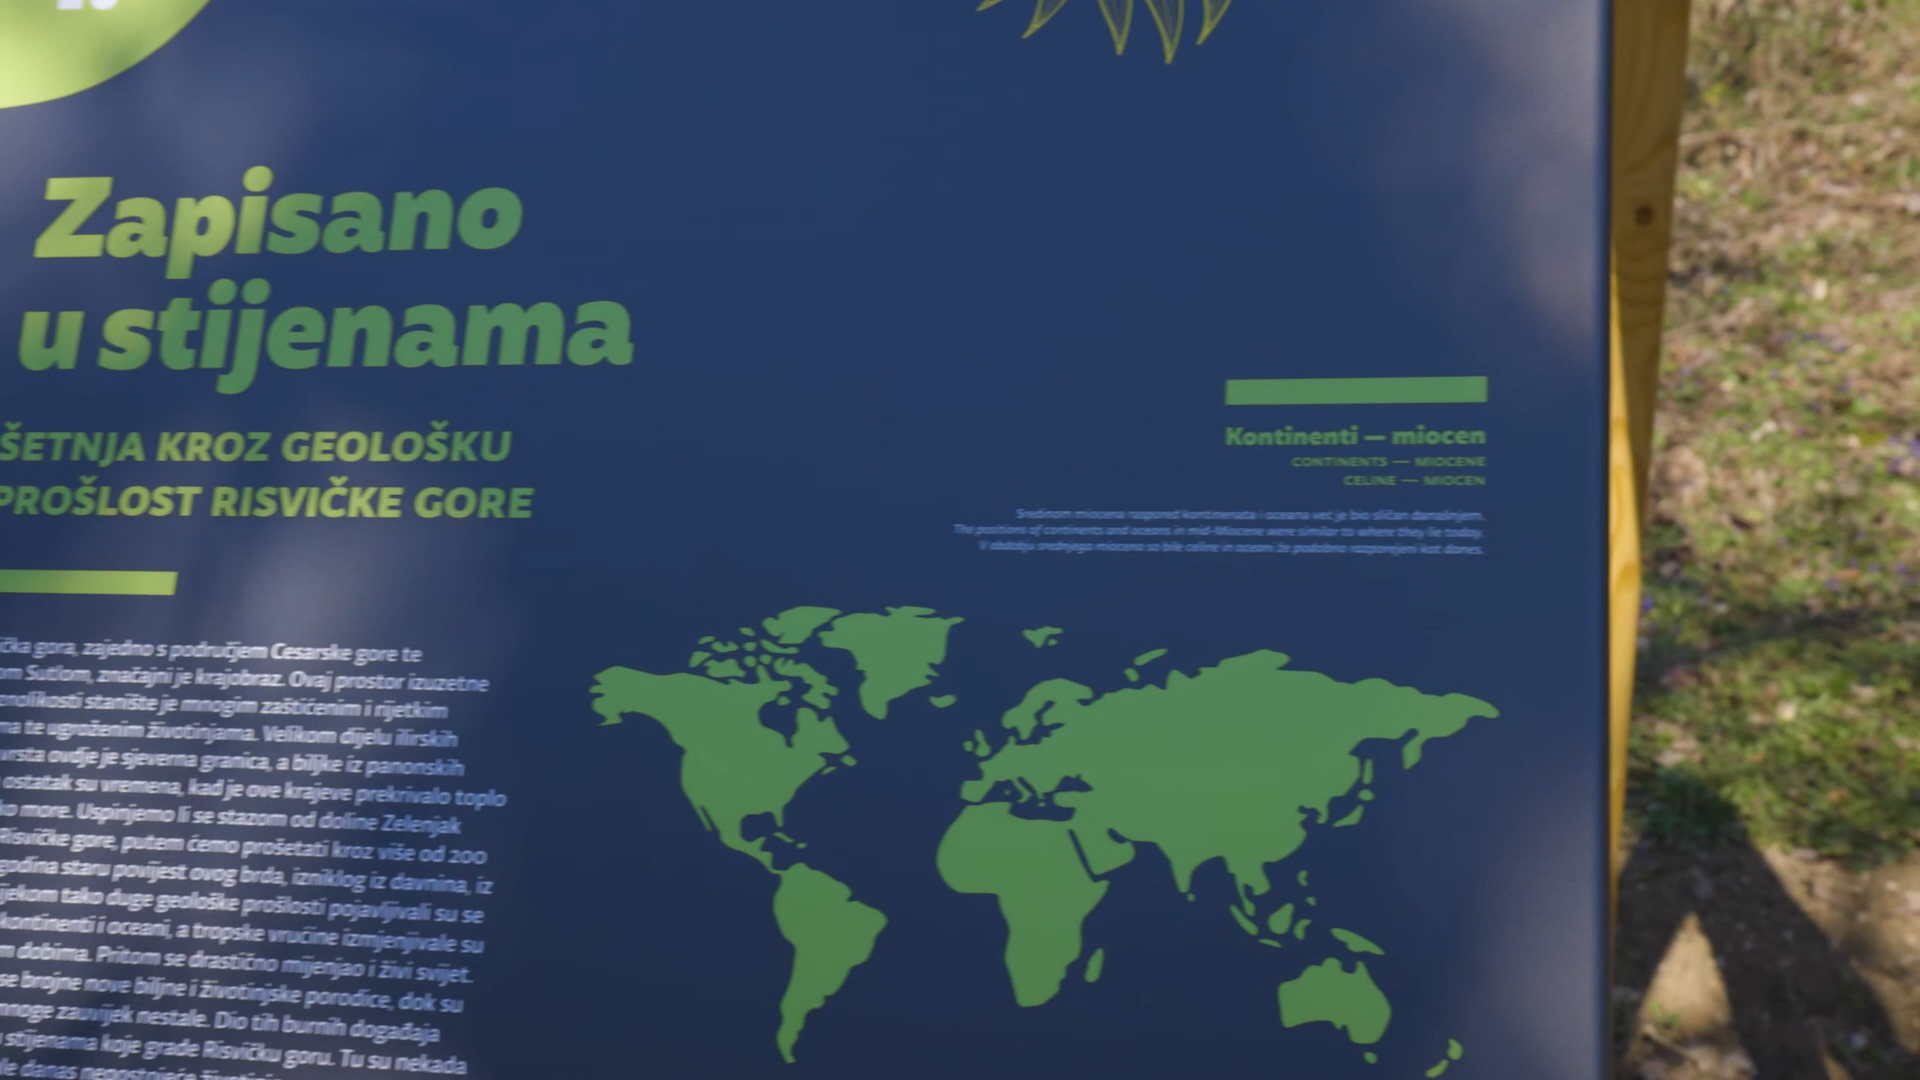 Zapisano
u stijenama
ŠETNJA KROZ GEOLOŠKU
PROŠLOST RISVIČKE GORE
gora, zajedno s područjem Cesarske gore te
Sutlom, značajni je krajobraz. Ovaj prostor izuzetne
stanište je mnogim zaštićenim i rijetkim
te ugroženim životinjama. Velikom dijelu ilirskih
vrsta ovdje je sjeverna granica, a biljke iz panonskih
ostatak su vremena, kad je ove krajeve prekrivalo toplo
more. Uspinjemo li se stazom od doline Zelenjak
Risvičke gore, putem ćemo prošetati kroz više od 200
godina staru povijest ovog brda, izniklog iz davnina, iz
tako duge geološke prošlosti pojavljivali su se
kontinenti i oceani, a tropske vrućine izmjenjivale su
dobima. Pritom se drastično mijenjao i živi svijet.
se brojne nove biljne i životinjske porodice, dok su
mnoge zauvijek nestale. Dio tih burnih događaja
stijenama koje grade Risvičku goru. Tu su nekada
danas nepostojeće
Kontinenti — miocen
CONTINENTS — MIOCENE
CELINE — MIOCEN
Sredinom miocena raspored kontinenata i oceana već je bio sličan današnjem.
The positions of continents and oceans in mid-Miocene were similar to where they lie today.
V obdobju srednjega miocena so bile celine in oceani že podobno razporejeni kot danes.